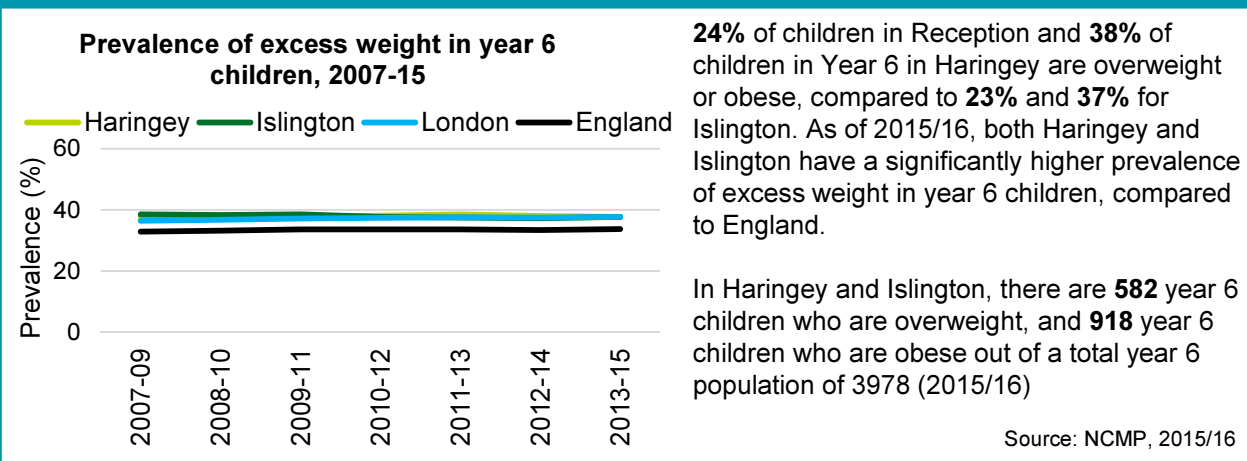 Prevalence of excess weight in year 6
children, 2007-15
Haringey Islington London England
Prevalence (%)
60
40
20
0
2007-09
2008-10
2009-11
2010-12
2011-13
2012-14
2013-15
24% of children in Reception and 38% of
children in Year 6 in Haringey are overweight
or obese, compared to 23% and 37% for
Islington. As of 2015/16, both Haringey and
Islington have a significantly higher prevalence
of excess weight in year 6 children, compared
to England.
In Haringey and Islington, there are 582 year 6
children who are overweight, and 918 year 6
children who are obese out of a total year 6
population of 3978 (2015/16)
Source: NCMP, 2015/16